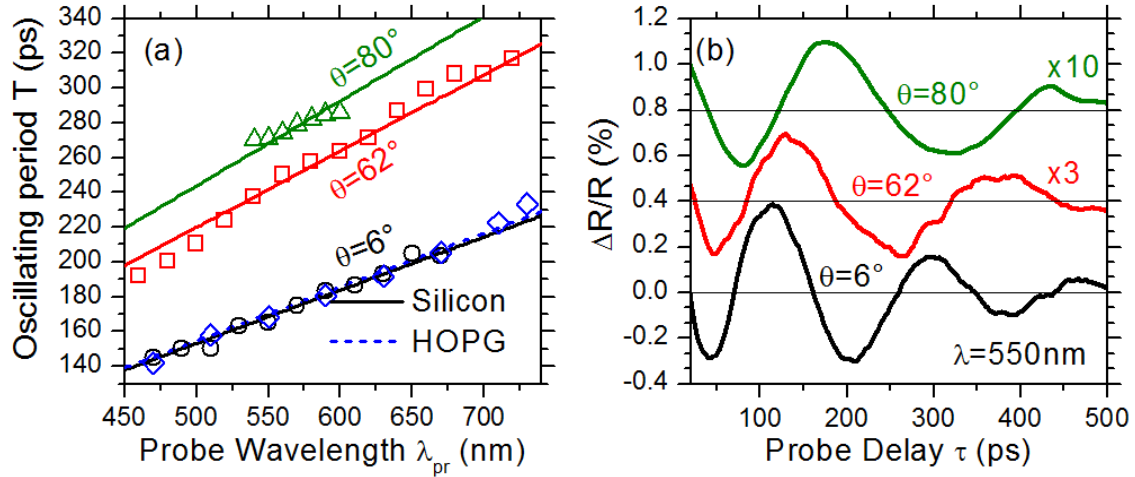 (a)
Oscillating period T (ps)
340
320
300
280
260
240
220
200
180
160
140
θ=80°
θ=62°
θ=6°
Silicon
HOPG
450 500 550 600 650 700
Probe Wavelength λpr (nm)
(b)
ΔR/R (%)
1.2
1.0
0.8
0.6
0.4
0.2
0.0
-0.2
-0.4
x10
θ=80°
θ=62°
x3
θ=6°
λ=550nm
100 200 300 400 500
Probe Delay τ (ps)